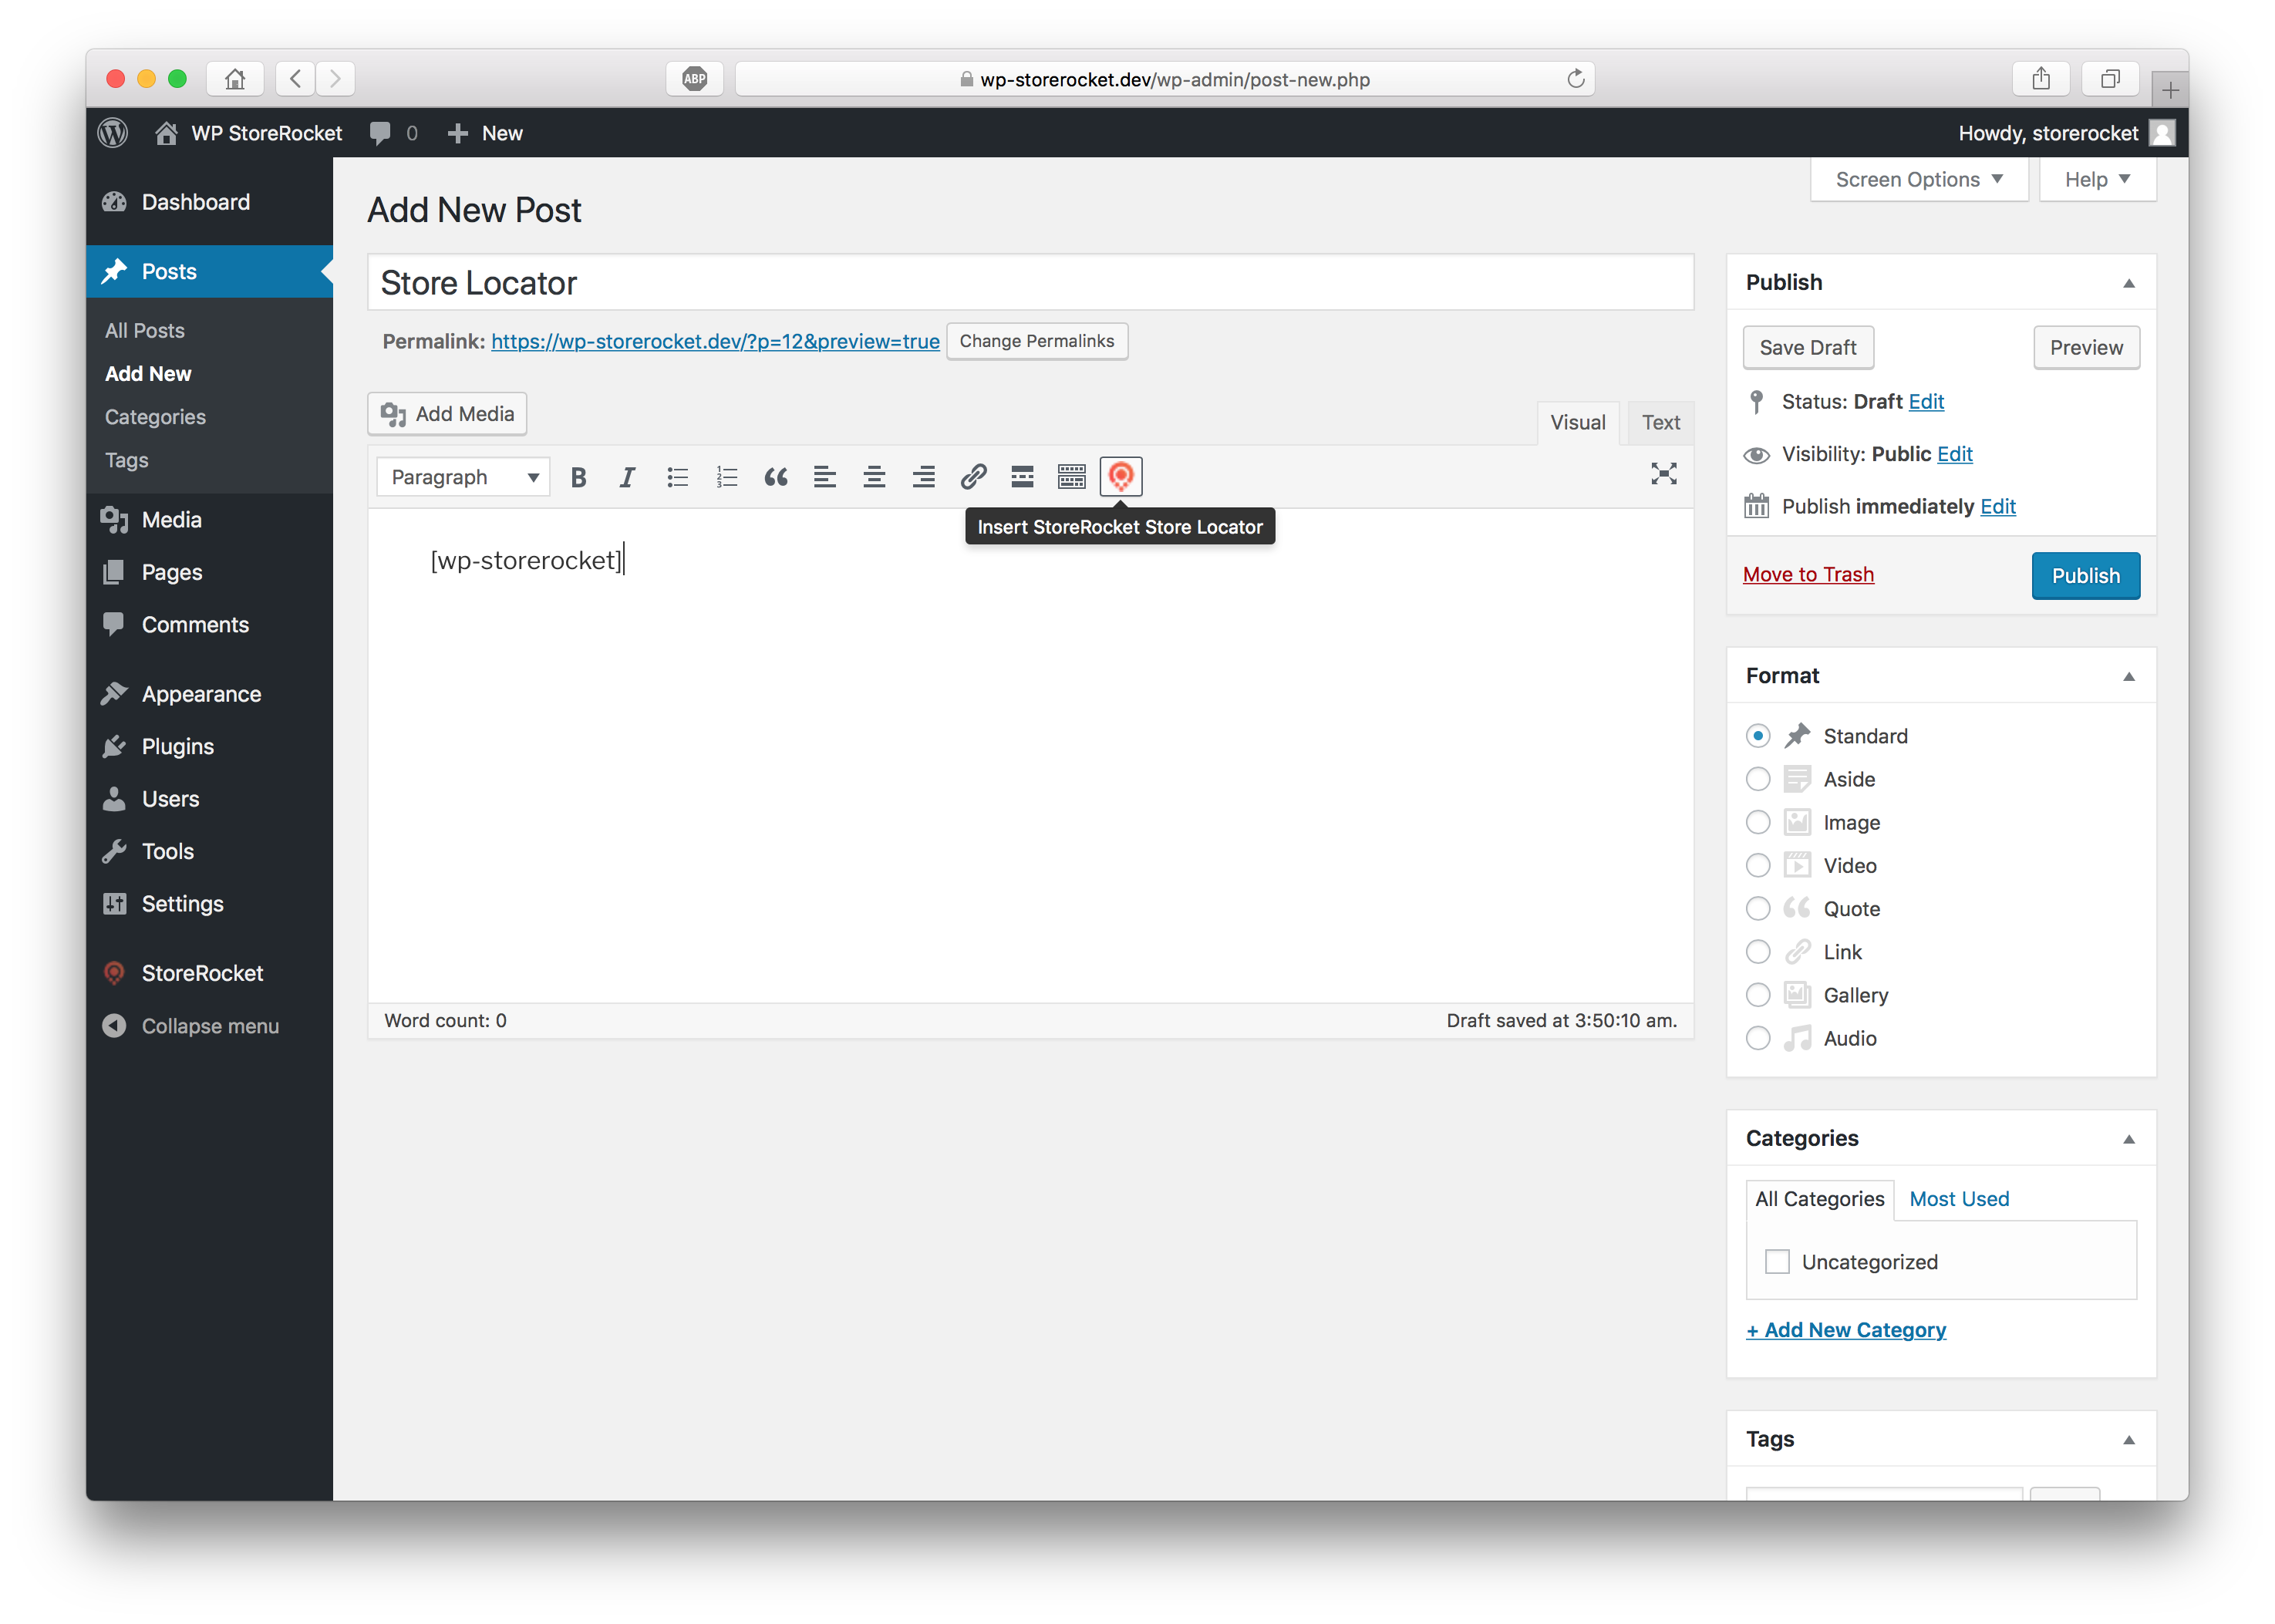 ABP
wp-storerocket.dev/wp-admin/post-new.php
WP StoreRocket
0
New
Howdy, storerocket
Dashboard
Posts
All Posts
Add New
Categories
Tags
Media
Pages
Comments
Appearance
Plugins
Users
Tools
Settings
StoreRocket
Collapse menu
Screen Options
Help
Add New Post
Store Locator
Permalink: https://wp-storerocket.dev/?p=12&preview=true Change Permalinks
Add Media
Visual
Text
Paragraph
B
I
Insert StoreRocket Store Locator
[wp-storerocket]
Word count: 0
Draft saved at 3:50:10 am.
Publish
Save Draft
Preview
Status: Draft Edit
Visibility: Public Edit
Publish immediately Edit
Move to Trash
Publish
Format
Standard
Aside
Image
Video
Quote
Link
Gallery
Audio
Categories
All Categories
Most Used
Uncategorized
+ Add New Category
Tags